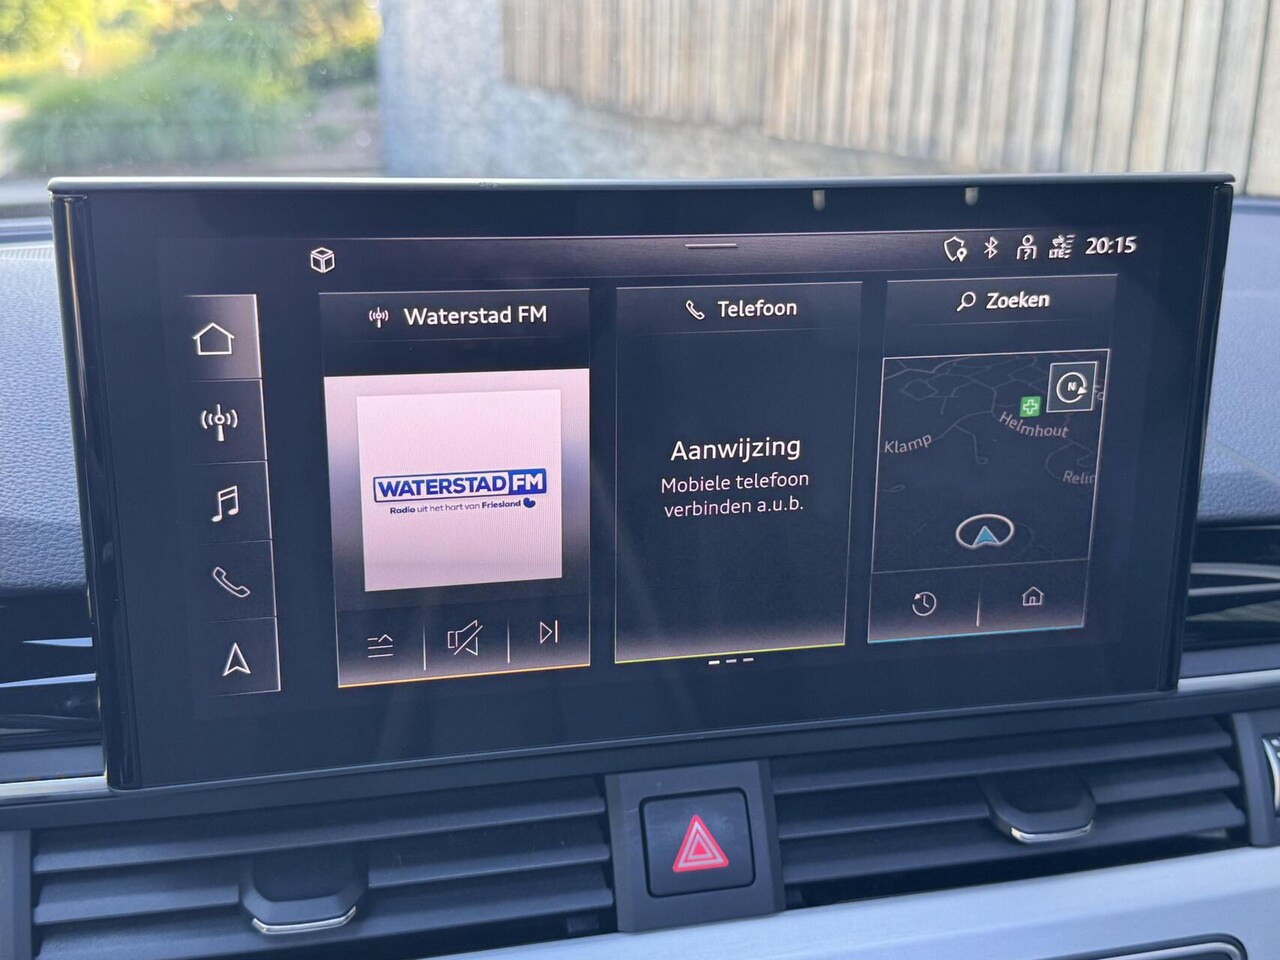 LTE
20:15
Waterstad FM
WATERSTAD FM
Radio uit het hart van Friesland
Telefoon
Aanwijzing
Mobiele telefoon
verbinden a.u.b.
Zoeken
N
Helmhout
Klamp